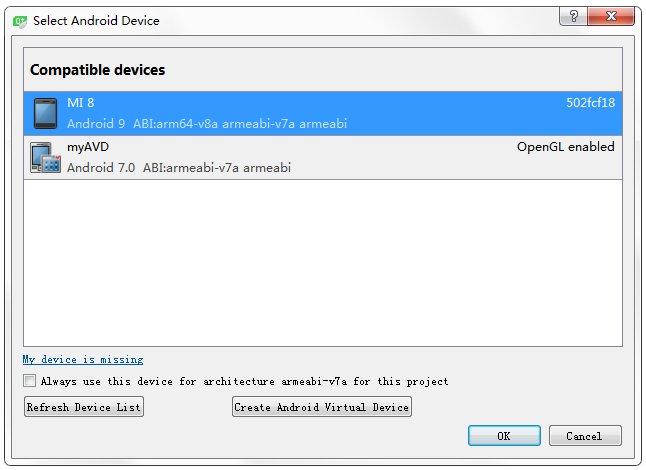 Select Android Device
Compatible devices
MI 8 502fcf18
Android 9 ABI:arm64-v8a armeabi-v7a armeabi
myAVD OpenGL enabled
Android 7.0 ABI:armeabi-v7a armeabi
My device is missing
Always use this device for architecture armeabi-v7a for this project
Refresh Device List Create Android Virtual Device
OK Cancel